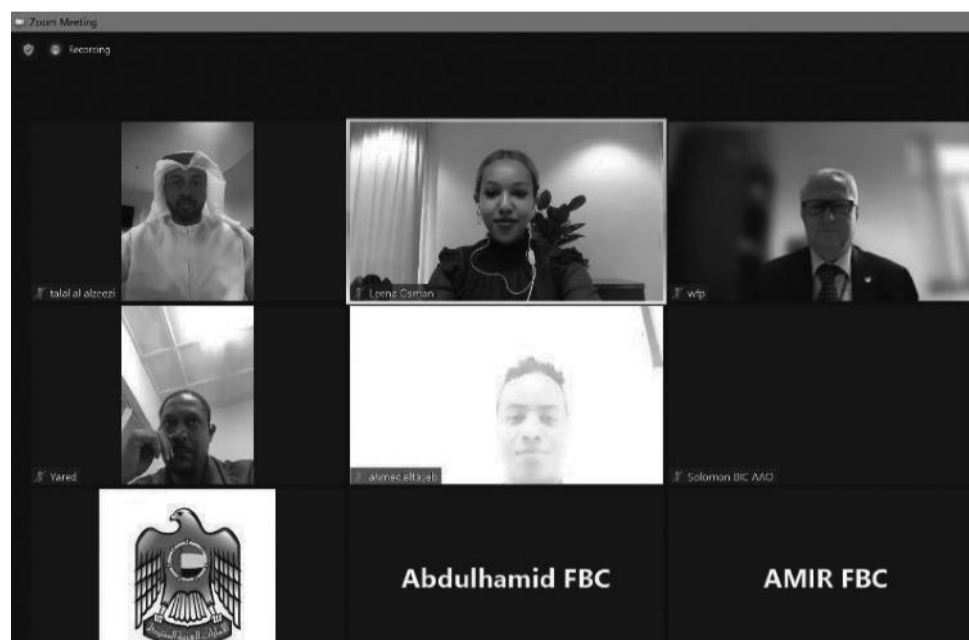 Zoom Meeting
Recording
talal al alzeezi
Leena Osman
wfp
Yared
ahmed eltayeb
Solomon BIC AAO
Abdulhamid FBC
AMIR FBC